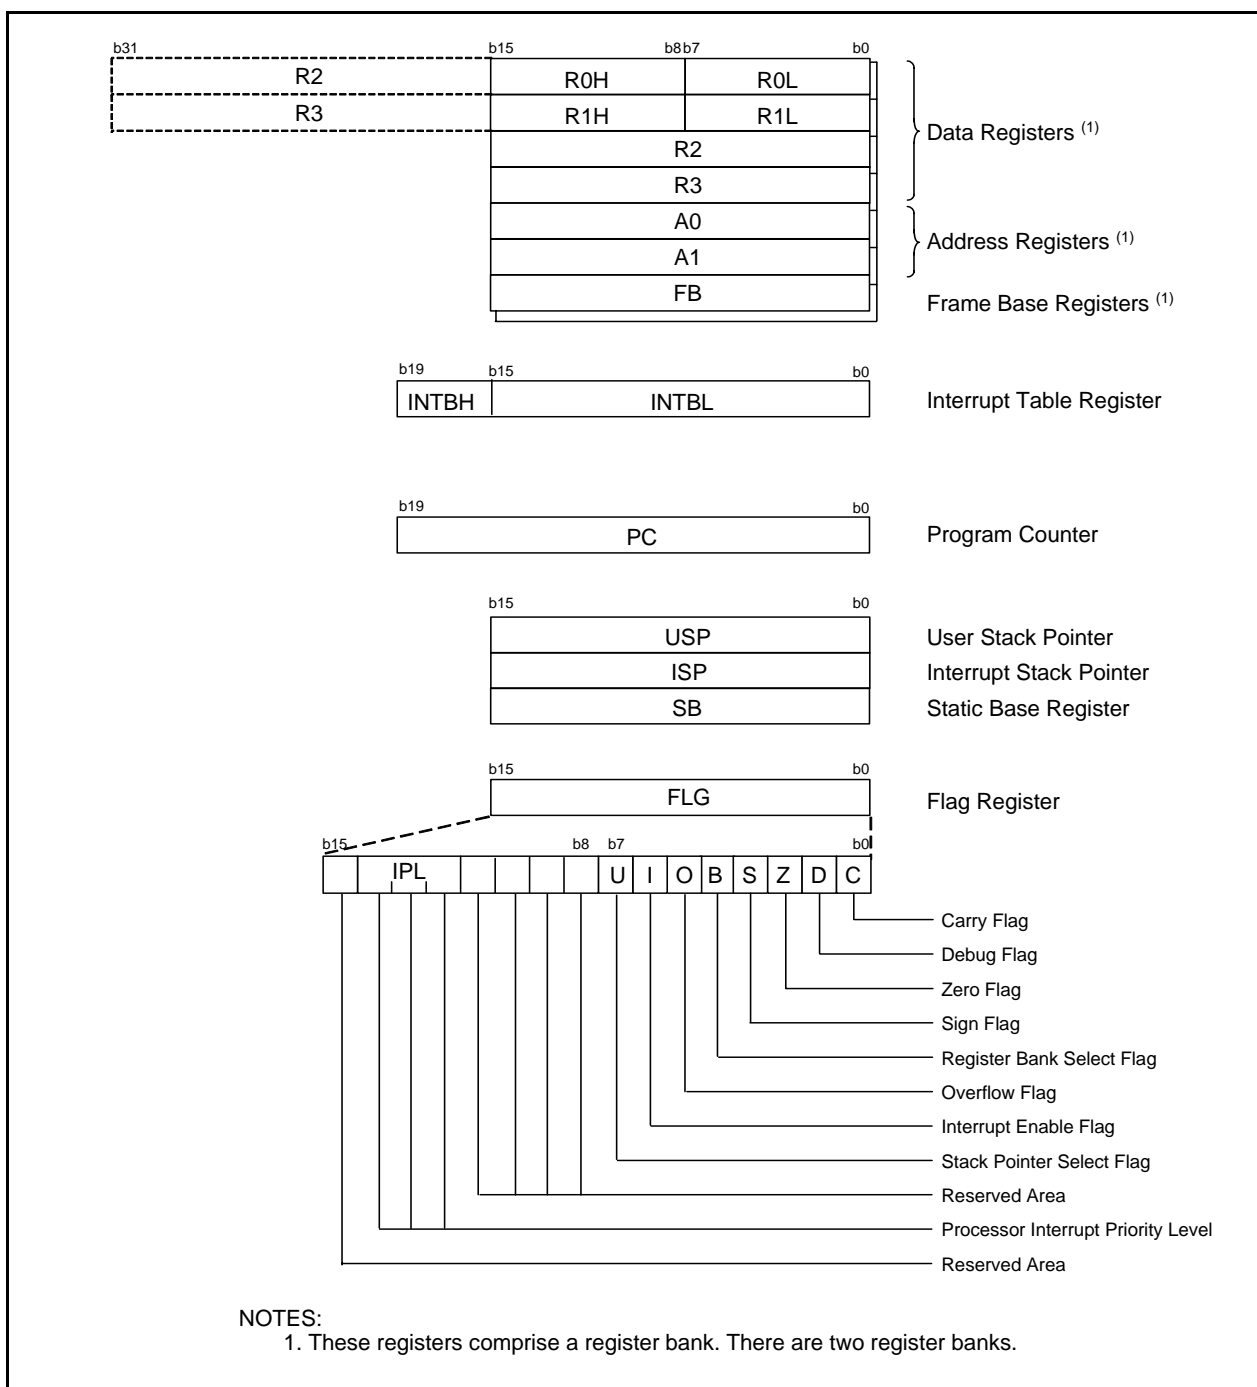 b31 b15 b8 b7 b0
R2 R0H R0L
R3 R1H R1L
Data Registers (1)
R2
R3
A0
Address Registers (1)
A1
FB
Frame Base Registers (1)
b19 b15 b0
INTBH INTBL Interrupt Table Register
b19 b0
PC Program Counter
b15 b0
USP User Stack Pointer
ISP Interrupt Stack Pointer
SB Static Base Register
b15 b0
FLG Flag Register
b15 b8 b7 b0
IPL U I O B S Z D C
Carry Flag
Debug Flag
Zero Flag
Sign Flag
Register Bank Select Flag
Overflow Flag
Interrupt Enable Flag
Stack Pointer Select Flag
Reserved Area
Processor Interrupt Priority Level
Reserved Area
NOTES:
1. These registers comprise a register bank. There are two register banks.